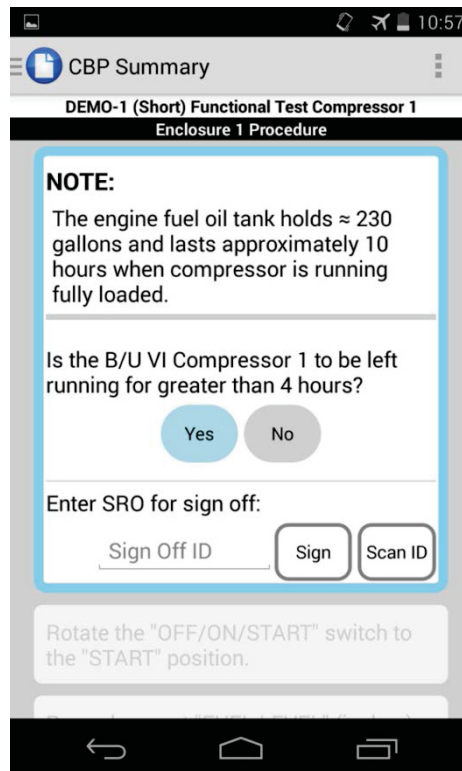 10:57
CBP Summary
DEMO-1 (Short) Functional Test Compressor 1
Enclosure 1 Procedure
NOTE:
The engine fuel oil tank holds ≈ 230
gallons and lasts approximately 10
hours when compressor is running
fully loaded.
Is the B/U VI Compressor 1 to be left
running for greater than 4 hours?
Yes No
Enter SRO for sign off:
Sign Off ID Sign Scan ID
Rotate the "OFF/ON/START" switch to
the "START" position.